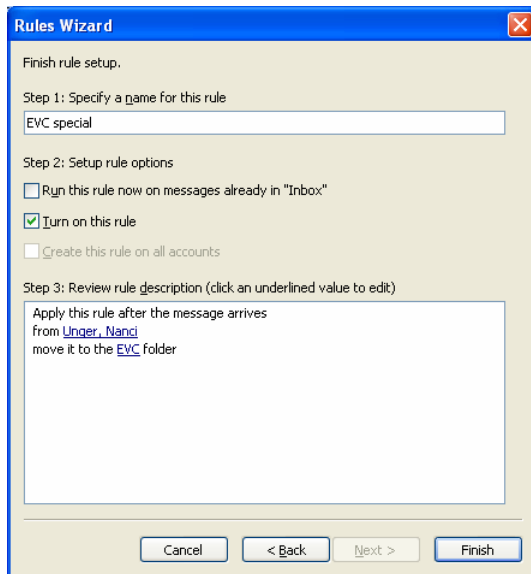 Rules Wizard
Finish rule setup.
Step 1: Specify a name for this rule
EVC special
Step 2: Setup rule options
Run this rule now on messages already in "Inbox"
Turn on this rule
Create this rule on all accounts
Step 3: Review rule description (click an underlined value to edit)
Apply this rule after the message arrives
from Unger, Nanci
move it to the EVC folder
Cancel < Back Next > Finish